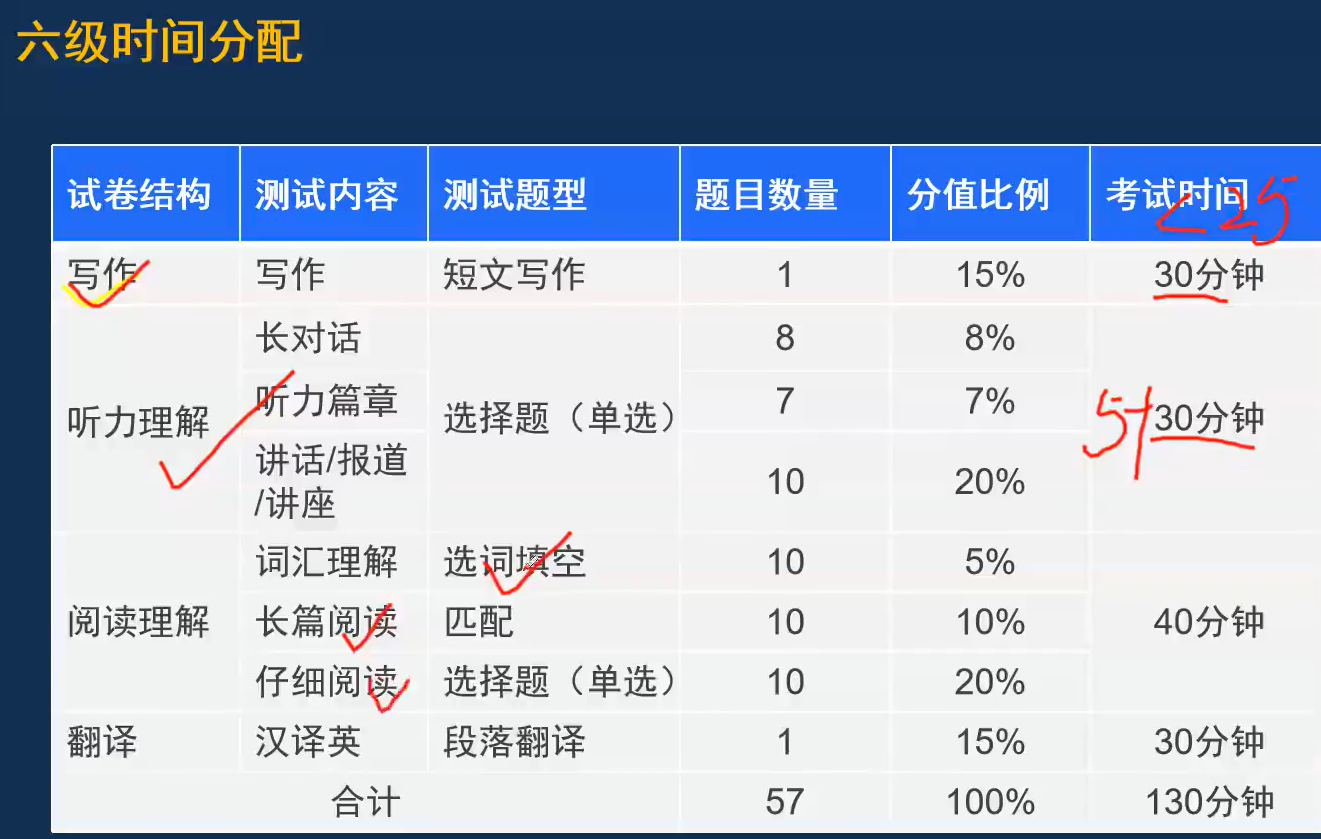 六级时间分配
试卷结构 测试内容 测试题型 题目数量 分值比例 考试时间
<25
写作 写作 短文写作 1 15% 30分钟
听力理解 长对话 选择题（单选） 8 8% 5+30分钟
听力篇章 7 7%
讲话/报道
/讲座 10 20%
阅读理解 词汇理解 选词填空 10 5% 40分钟
长篇阅读 匹配 10 10%
仔细阅读 选择题（单选） 10 20%
翻译 汉译英 段落翻译 1 15% 30分钟
合计 57 100% 130分钟